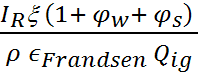 I_R ξ (1 + φ_w + φ_s)
ρ ϵ_Frandsen Q_ig